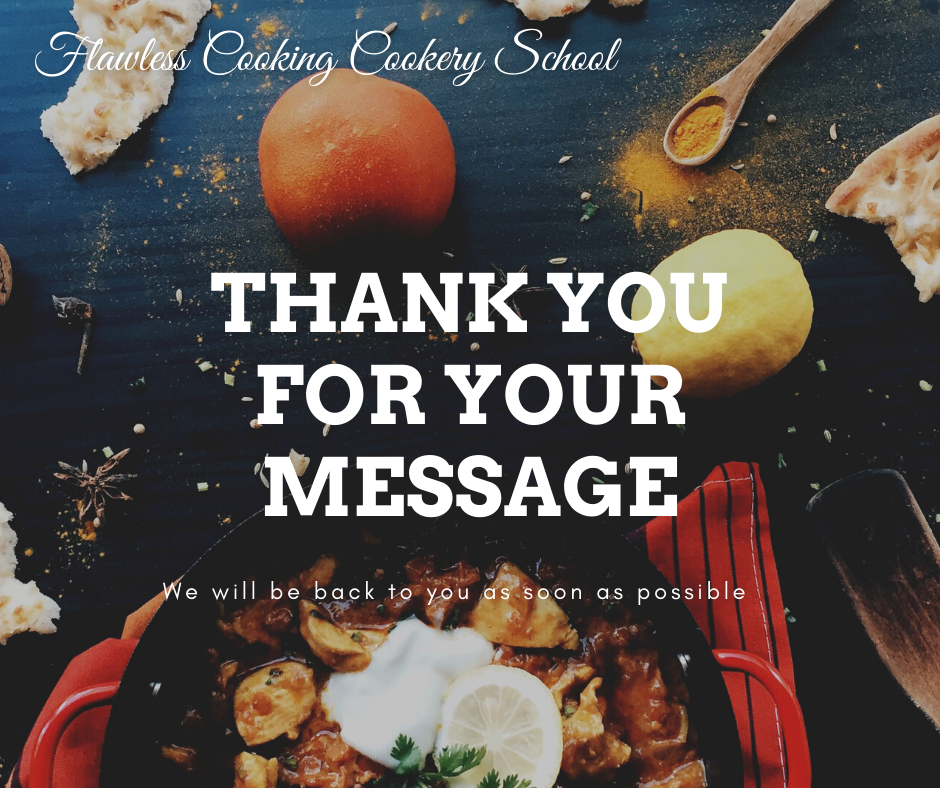 Flawless Cooking Cookery School
THANK YOU
FOR YOUR
MESSAGE
We will be back to you as soon as possible